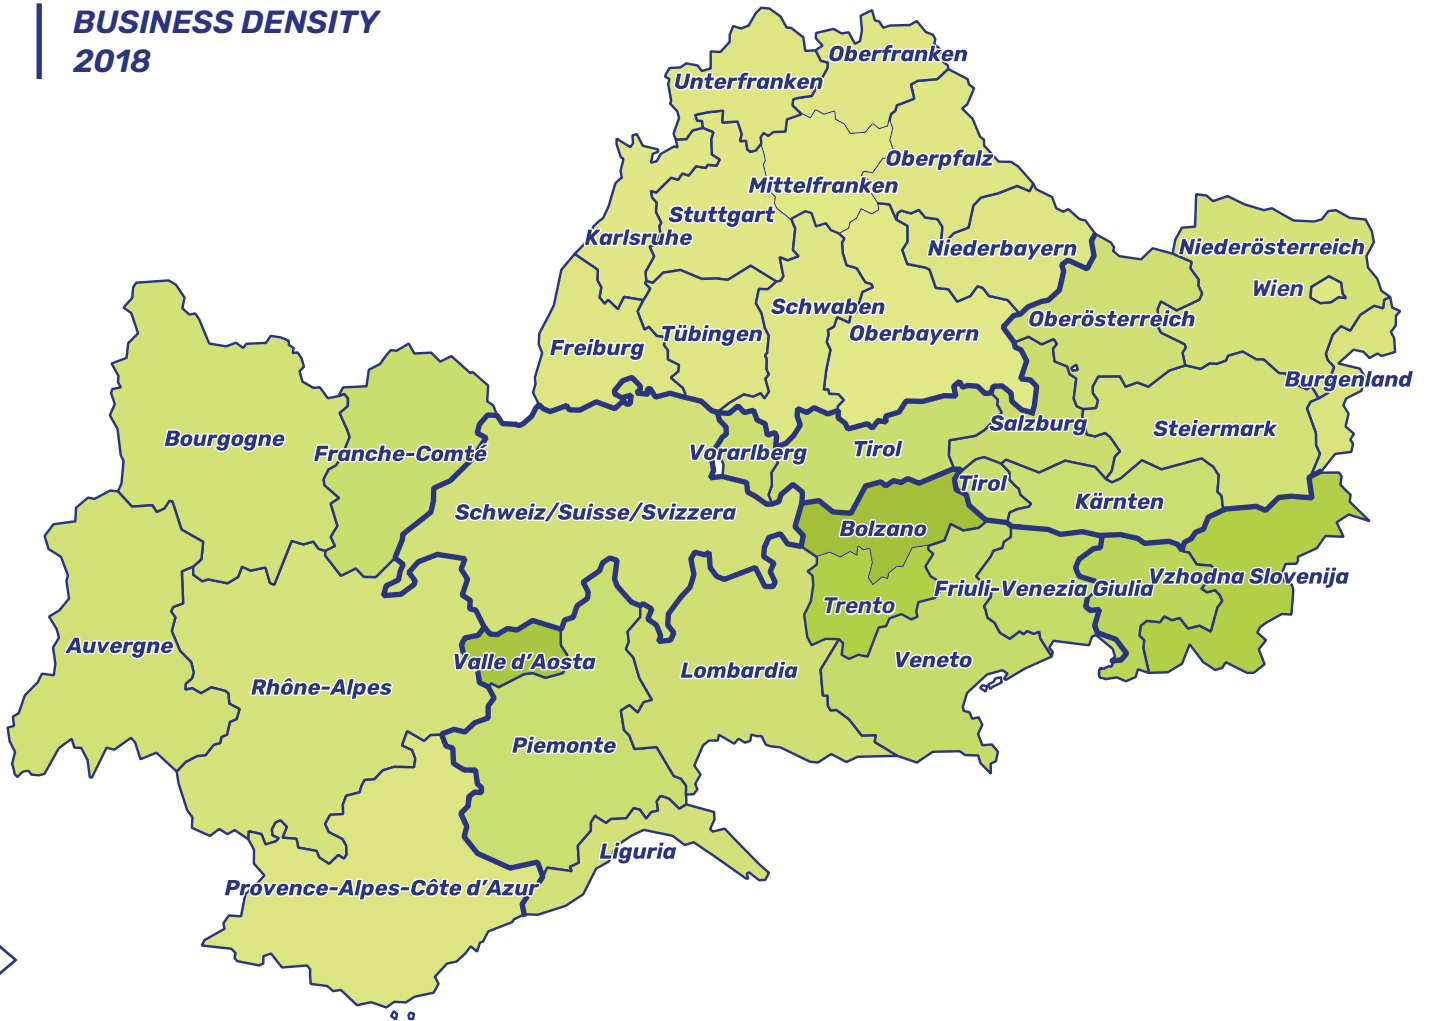 BUSINESS DENSITY
2018
Oberfranken
Unterfranken
Oberpfalz
Mittelfranken
Stuttgart
Karlsruhe
Niederbayern
Niederösterreich
Wien
Schwaben
Oberösterreich
Tübingen
Oberbayern
Freiburg
Burgenland
Salzburg
Steiermark
Bourgogne
Franche-Comté
Vorarlberg
Tirol
Tirol
Kärnten
Schweiz/Suisse/Svizzera
Bolzano
Vzhodna Slovenija
Friuli-Venezia Giulia
Trento
Auvergne
Valle d’Aosta
Veneto
Lombardia
Rhône-Alpes
Piemonte
Liguria
Provence-Alpes-Côte d’Azur